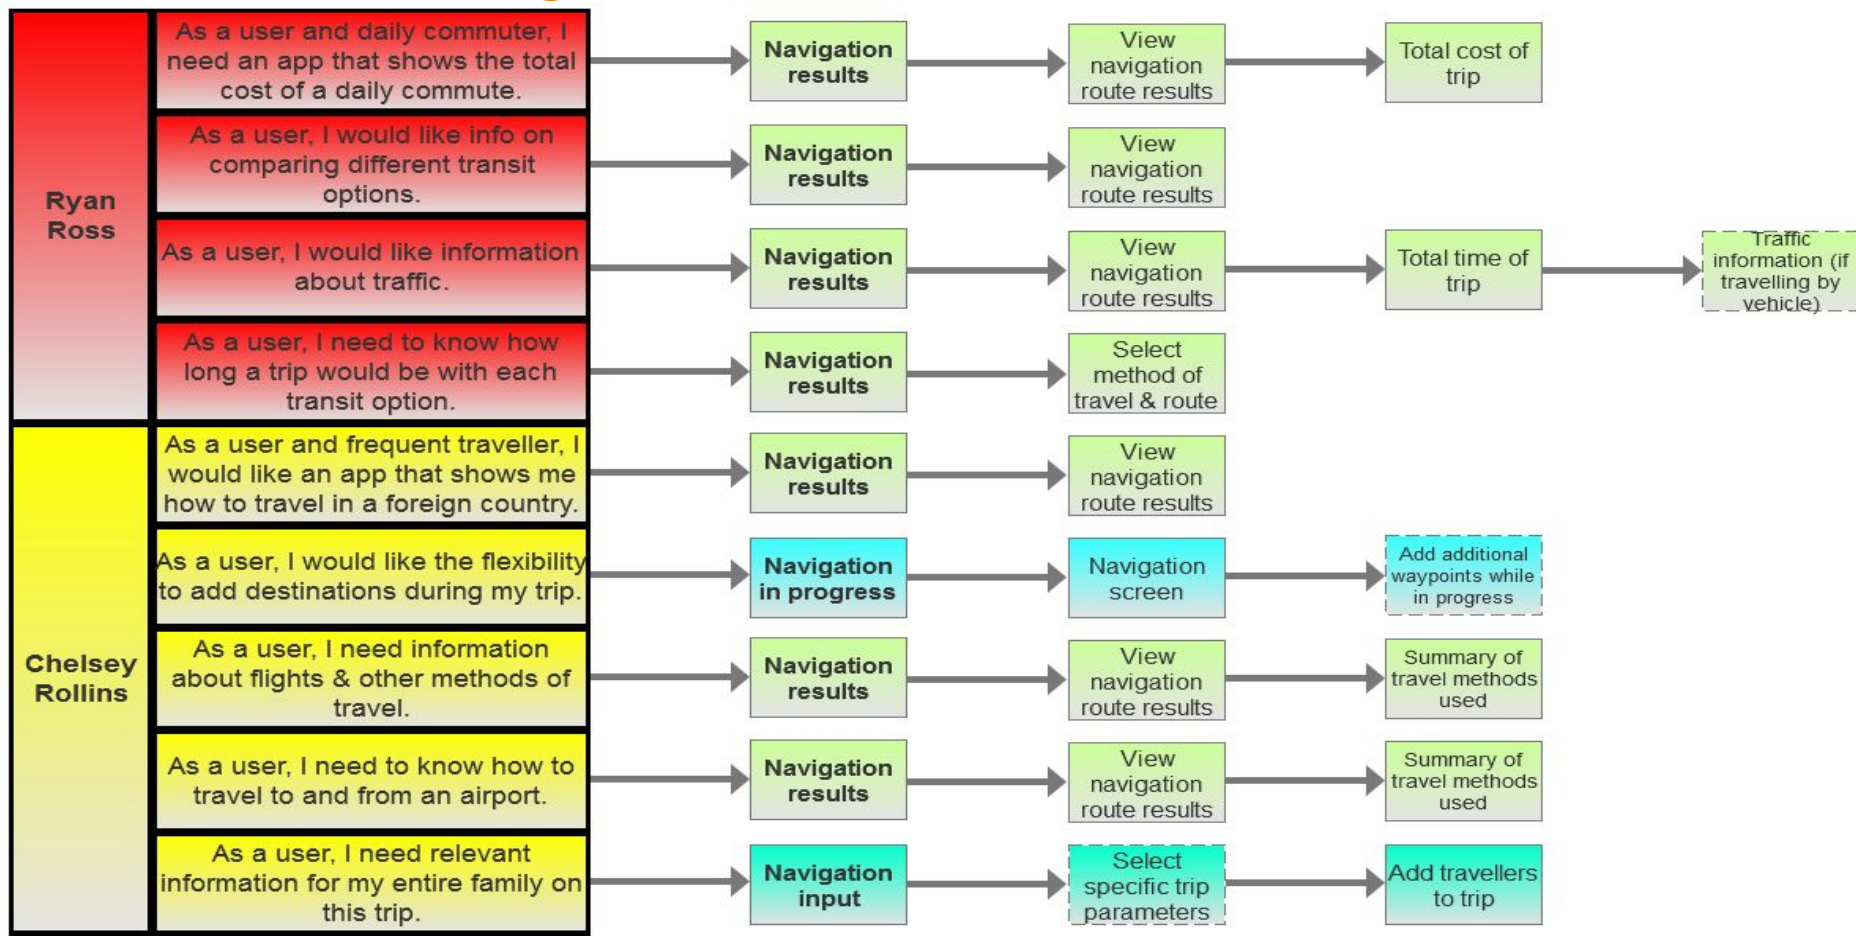 As a user and daily commuter, I
need an app that shows the total
cost of a daily commute.
Navigation
results
View
navigation
route results
Total cost of
trip
As a user, I would like info on
comparing different transit
options.
Navigation
results
View
navigation
route results
Ryan
Ross
As a user, I would like information
about traffic.
Navigation
results
View
navigation
route results
Total time of
trip
Traffic
information (if
travelling by
vehicle)
As a user, I need to know how
long a trip would be with each
transit option.
Navigation
results
Select
method of
travel & route
As a user and frequent traveller, I
would like an app that shows me
how to travel in a foreign country.
Navigation
results
View
navigation
route results
As a user, I would like the flexibility
to add destinations during my trip.
Navigation
in progress
Navigation
screen
Add additional
waypoints while
in progress
Chelsey
Rollins
As a user, I need information
about flights & other methods of
travel.
Navigation
results
View
navigation
route results
Summary of
travel methods
used
As a user, I need to know how to
travel to and from an airport.
Navigation
results
View
navigation
route results
Summary of
travel methods
used
As a user, I need relevant
information for my entire family on
this trip.
Navigation
input
Select
specific trip
parameters
Add travellers
to trip